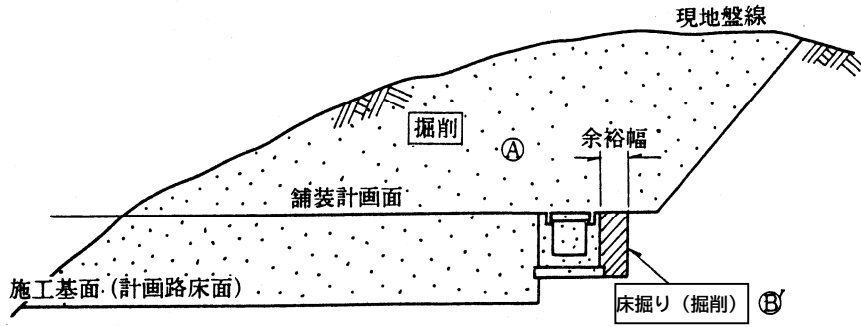 現地盤線
掘削
Ⓐ
余裕幅
舗装計画面
施工基面(計画路床面)
床掘り(掘削)
Ⓑ′